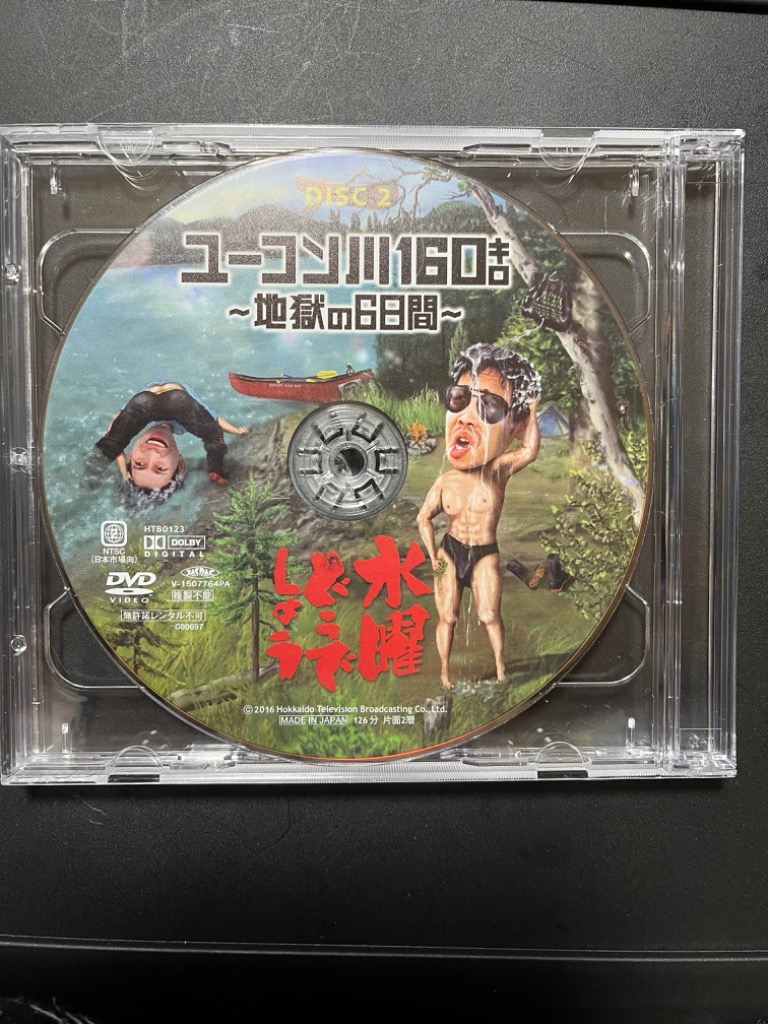 DISC 2
ユーコン川160キロ
～地獄の6日間～
NTSC
(日本市場向)
HTB0123
DOLBY
DIGITAL
DVD
VIDEO
V-1507764PA
複製不能
無許諾レンタル不可
G00697
水曜
どうで
しょう
©2016 Hokkaido Television Broadcasting Co., Ltd.
MADE IN JAPAN 126分 片面2層